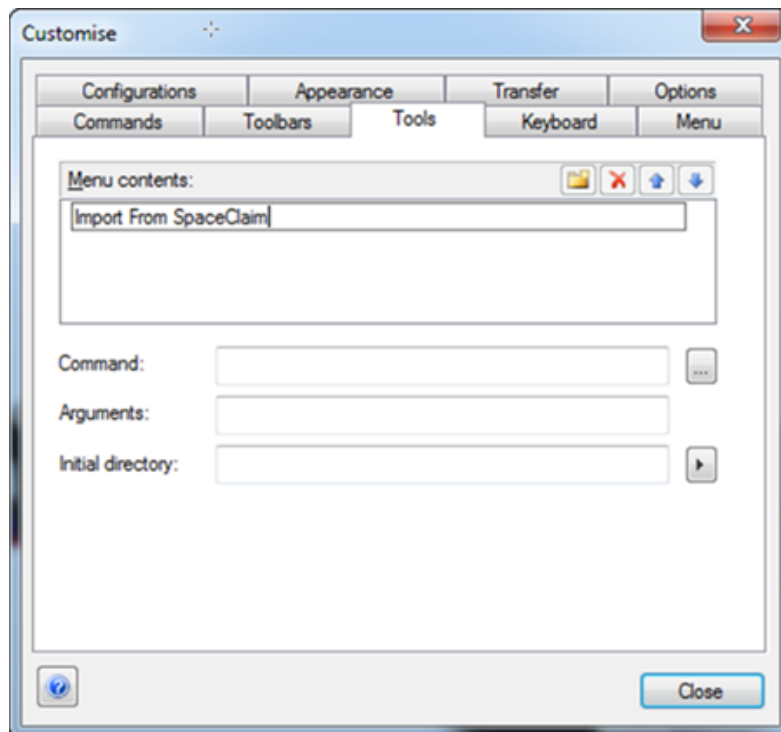 Customise
Configurations Appearance Transfer Options
Commands Toolbars Tools Keyboard Menu
Menu contents:
Import From SpaceClaim
Command:
...
Arguments:
Initial directory:
Close